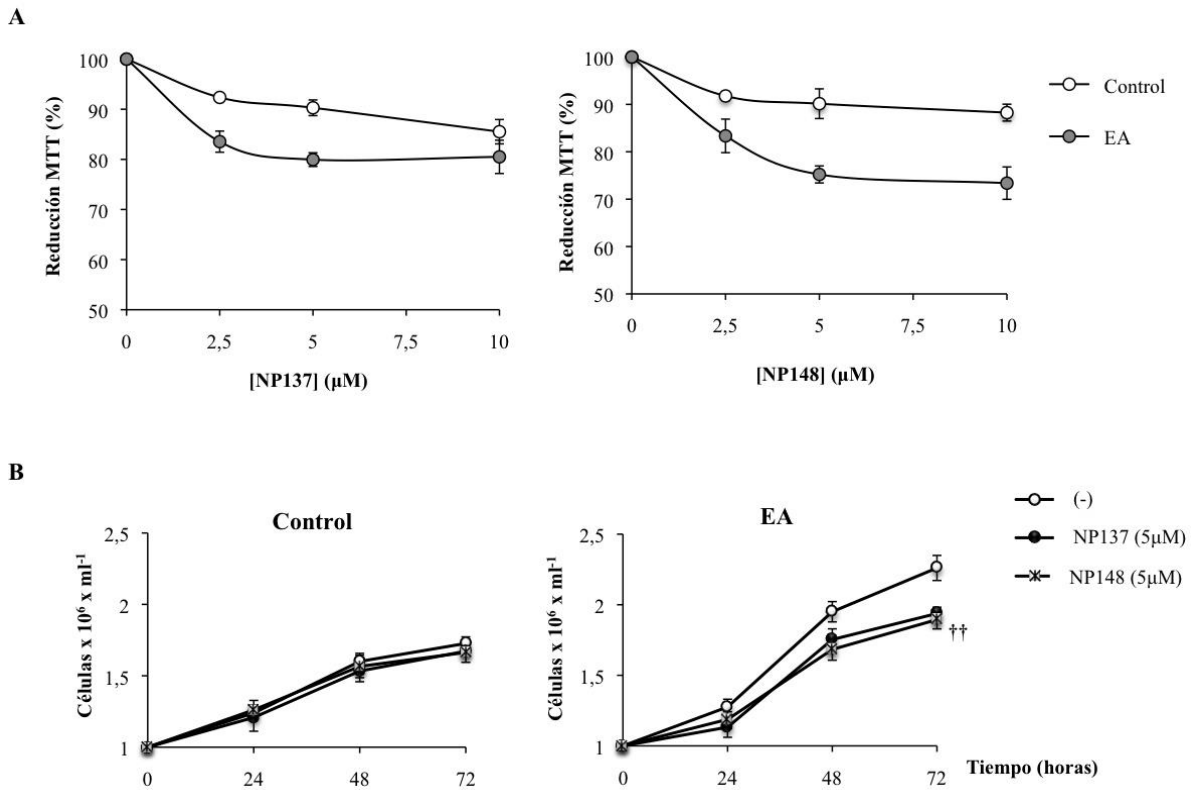 A
Reducción MTT (%)
100
90
80
70
60
50
0
2,5
5
7,5
10
[NP137] (µM)
Reducción MTT (%)
100
90
80
70
60
50
0
2,5
5
7,5
10
[NP148] (µM)
Control
EA
B
Control
Células x 10⁶ x ml⁻¹
2,5
2
1,5
1
0
24
48
72
EA
Células x 10⁶ x ml⁻¹
2,5
2
1,5
1
0
24
48
72
††
Tiempo (horas)
(-)
NP137 (5µM)
NP148 (5µM)